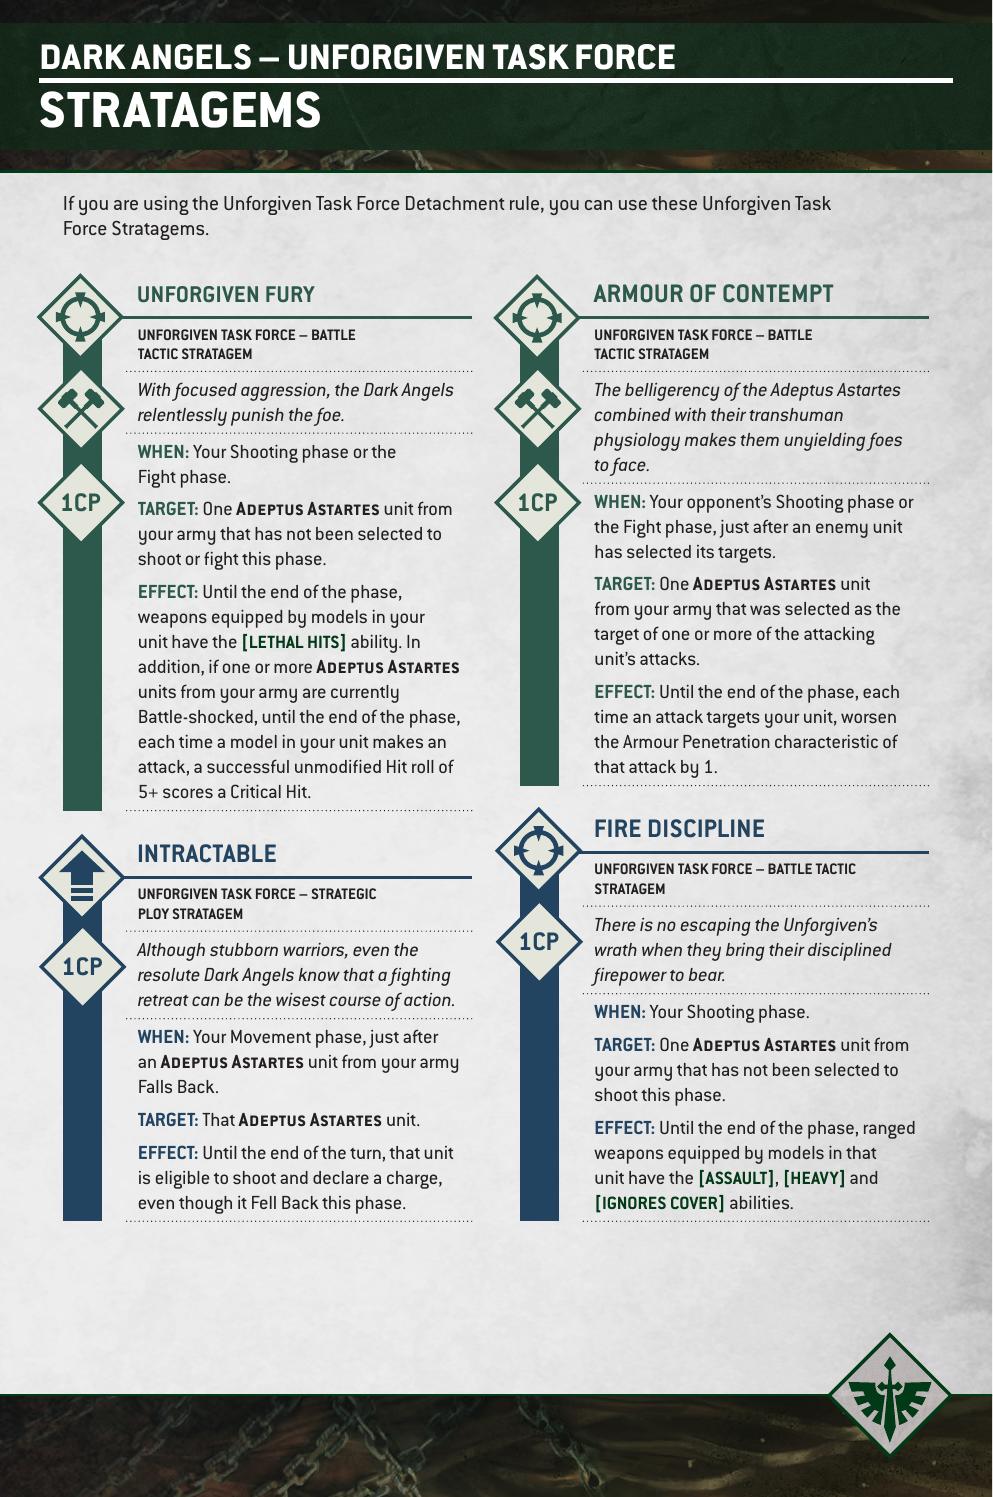 DARK ANGELS – UNFORGIVEN TASK FORCE
STRATAGEMS
If you are using the Unforgiven Task Force Detachment rule, you can use these Unforgiven Task
Force Stratagems.
UNFORGIVEN FURY
UNFORGIVEN TASK FORCE – BATTLE
TACTIC STRATAGEM
With focused aggression, the Dark Angels
relentlessly punish the foe.
1CP
WHEN: Your Shooting phase or the
Fight phase.
TARGET: One ADEPTUS ASTARTES unit from
your army that has not been selected to
shoot or fight this phase.
EFFECT: Until the end of the phase,
weapons equipped by models in your
unit have the [LETHAL HITS] ability. In
addition, if one or more ADEPTUS ASTARTES
units from your army are currently
Battle-shocked, until the end of the phase,
each time a model in your unit makes an
attack, a successful unmodified Hit roll of
5+ scores a Critical Hit.
INTRACTABLE
UNFORGIVEN TASK FORCE – STRATEGIC
PLOY STRATAGEM
1CP
Although stubborn warriors, even the
resolute Dark Angels know that a fighting
retreat can be the wisest course of action.
WHEN: Your Movement phase, just after
an ADEPTUS ASTARTES unit from your army
Falls Back.
TARGET: That ADEPTUS ASTARTES unit.
EFFECT: Until the end of the turn, that unit
is eligible to shoot and declare a charge,
even though it Fell Back this phase.
ARMOUR OF CONTEMPT
UNFORGIVEN TASK FORCE – BATTLE
TACTIC STRATAGEM
The belligerency of the Adeptus Astartes
combined with their transhuman
physiology makes them unyielding foes
to face.
1CP
WHEN: Your opponent’s Shooting phase or
the Fight phase, just after an enemy unit
has selected its targets.
TARGET: One ADEPTUS ASTARTES unit
from your army that was selected as the
target of one or more of the attacking
unit’s attacks.
EFFECT: Until the end of the phase, each
time an attack targets your unit, worsen
the Armour Penetration characteristic of
that attack by 1.
FIRE DISCIPLINE
UNFORGIVEN TASK FORCE – BATTLE TACTIC
STRATAGEM
1CP
There is no escaping the Unforgiven’s
wrath when they bring their disciplined
firepower to bear.
WHEN: Your Shooting phase.
TARGET: One ADEPTUS ASTARTES unit from
your army that has not been selected to
shoot this phase.
EFFECT: Until the end of the phase, ranged
weapons equipped by models in that
unit have the [ASSAULT], [HEAVY] and
[IGNORES COVER] abilities.